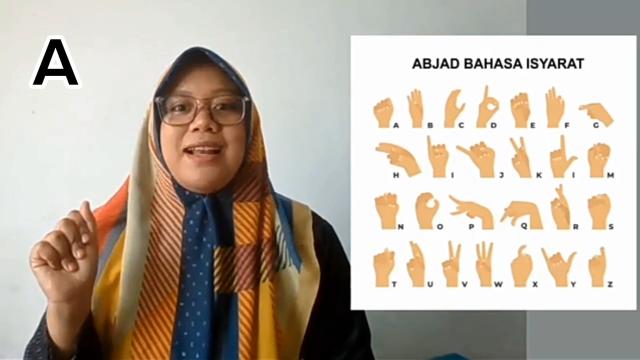 A
ABJAD BAHASA ISYARAT
A B C D E F G
H I J K I M
N O P Q R S
T U V W X Y Z